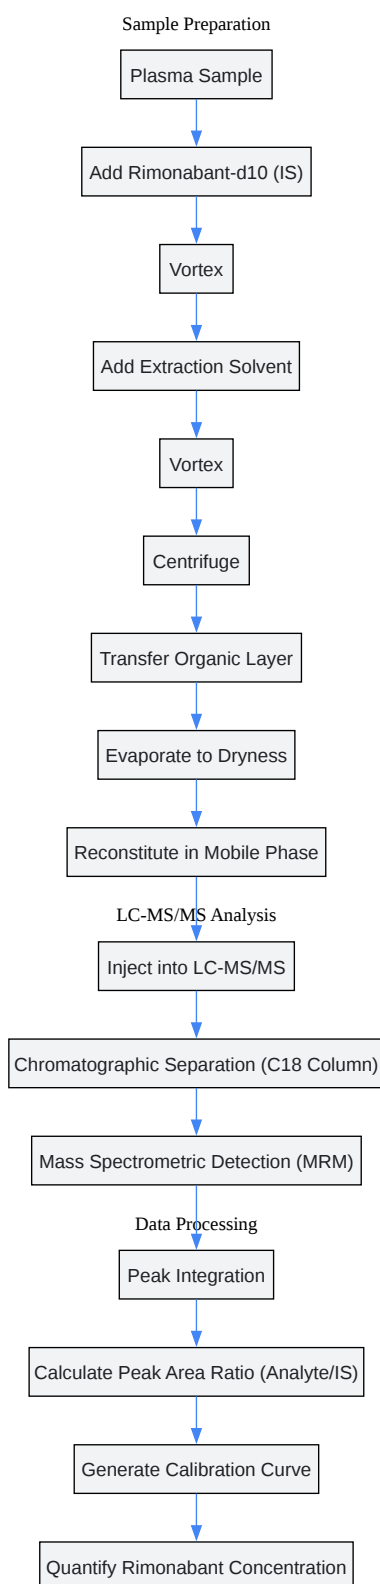 Sample Preparation
Plasma Sample
Add Rimonabant-d10 (IS)
Vortex
Add Extraction Solvent
Vortex
Centrifuge
Transfer Organic Layer
Evaporate to Dryness
Reconstitute in Mobile Phase
LC-MS/MS Analysis
Inject into LC-MS/MS
Chromatographic Separation (C18 Column)
Mass Spectrometric Detection (MRM)
Data Processing
Peak Integration
Calculate Peak Area Ratio (Analyte/IS)
Generate Calibration Curve
Quantify Rimonabant Concentration